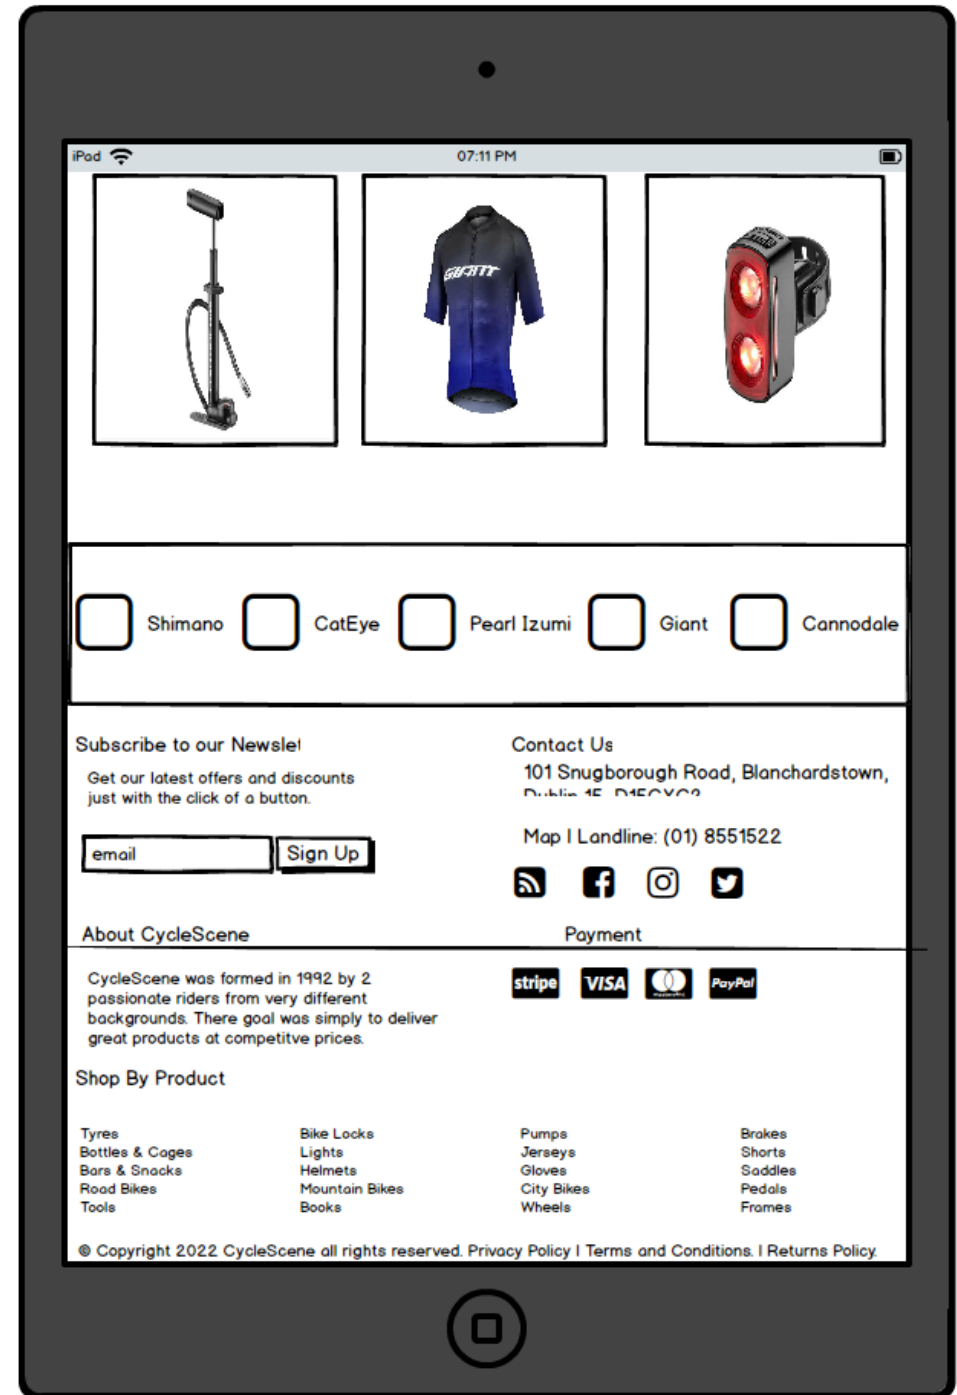 iPad 07:11 PM
GIANT
Shimano CatEye Pearl Izumi Giant Cannodale
Subscribe to our Newslet
Get our latest offers and discounts
just with the click of a button.
email Sign Up
Contact Us
101 Snugborough Road, Blanchardstown,
Dublin 15, D15CXC2
Map | Landline: (01) 8551522
About CycleScene
CycleScene was formed in 1992 by 2
passionate riders from very different
backgrounds. There goal was simply to deliver
great products at competitve prices.
Payment
stripe VISA PayPal
Shop By Product
Tyres Bike Locks Pumps Brakes
Bottles & Cages Lights Jerseys Shorts
Bars & Snacks Helmets Gloves Saddles
Road Bikes Mountain Bikes City Bikes Pedals
Tools Books Wheels Frames
© Copyright 2022 CycleScene all rights reserved. Privacy Policy | Terms and Conditions. | Returns Policy.